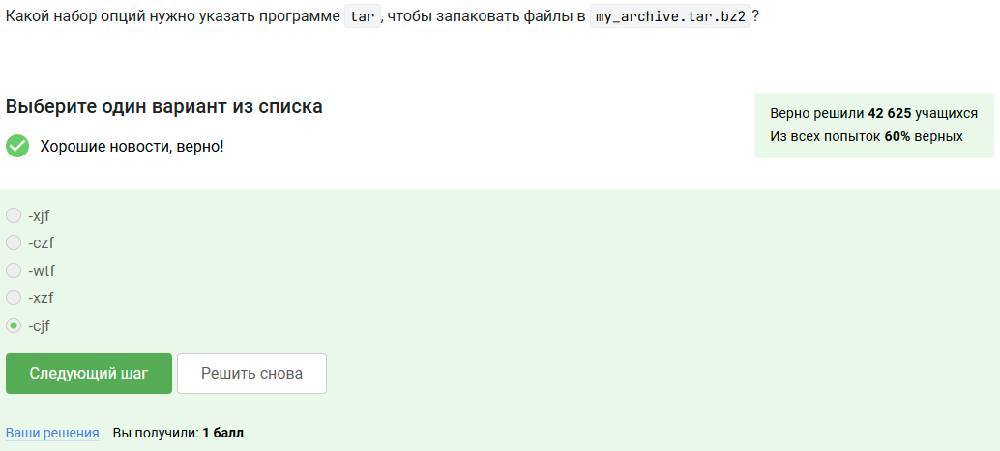 Какой набор опций нужно указать программе tar, чтобы запаковать файлы в my_archive.tar.bz2?
Выберите один вариант из списка
Верно решили 42 625 учащихся
Из всех попыток 60% верных
Хорошие новости, верно!
-xjf
-czf
-wtf
-xzf
-cjf
Следующий шаг
Решить снова
Ваши решения Вы получили: 1 балл